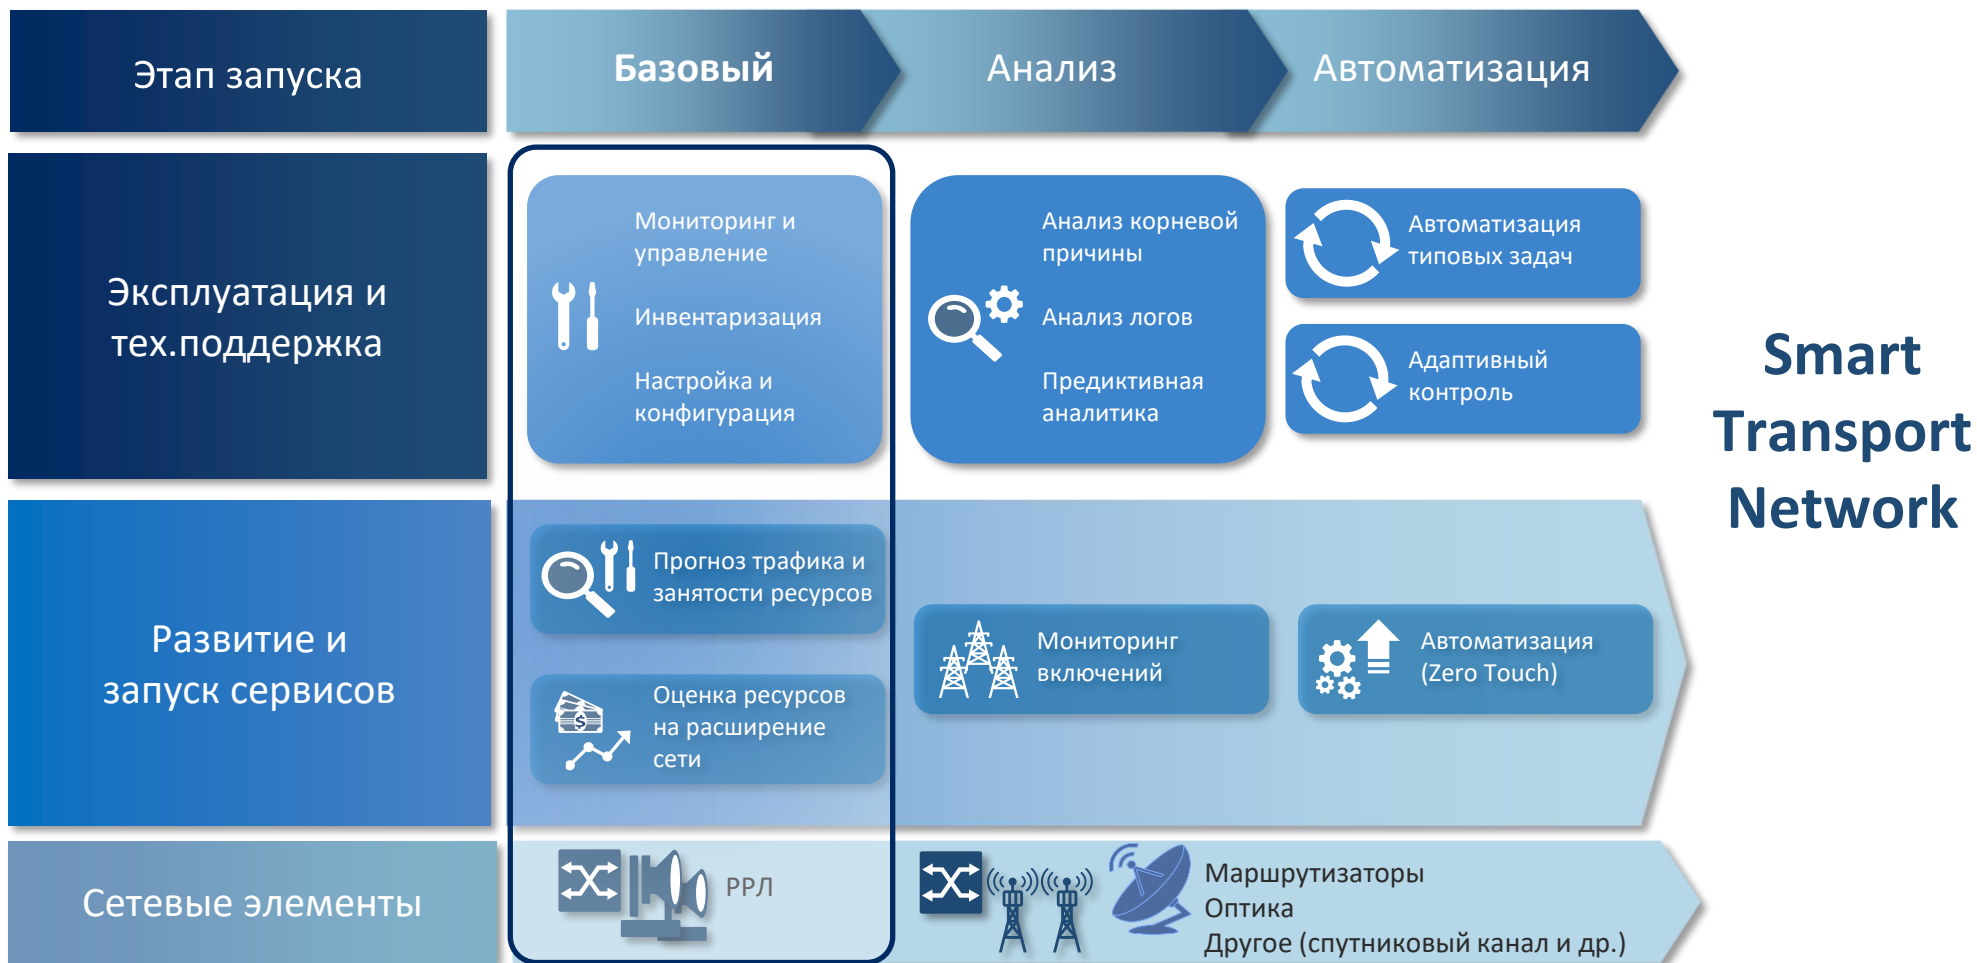 Этап запуска
Базовый
Анализ
Автоматизация
Эксплуатация и
тех.поддержка
Мониторинг и
управление
Инвентаризация
Настройка и
конфигурация
Анализ корневой
причины
Анализ логов
Предиктивная
аналитика
Автоматизация
типовых задач
Адаптивный
контроль
Smart
Transport
Network
Развитие и
запуск сервисов
Прогноз трафика и
занятости ресурсов
$
Оценка ресурсов
на расширение
сети
Мониторинг
включений
Автоматизация
(Zero Touch)
Сетевые элементы
РРЛ
Маршрутизаторы
Оптика
Другое (спутниковый канал и др.)